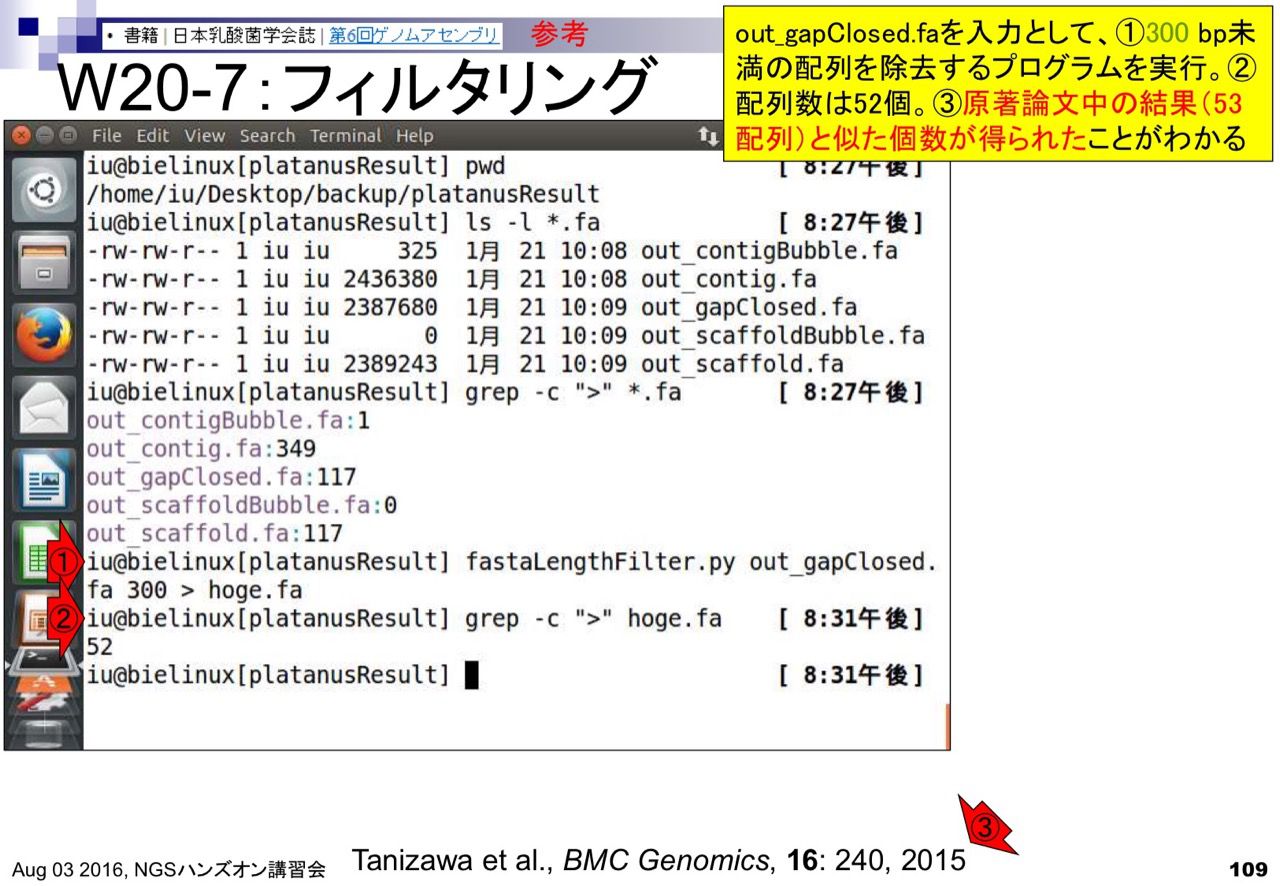 ・ 書籍 | 日本乳酸菌学会誌 | 第6回ゲノムアセンブリ
参考
W20-7：フィルタリング
out_gapClosed.faを入力として、①300 bp未
満の配列を除去するプログラムを実行。②
配列数は52個。③原著論文中の結果（53
配列）と似た個数が得られたことがわかる
File Edit View Search Terminal Help
iu@bielinux[platanusResult] pwd [ 8:27午後]
/home/iu/Desktop/backup/platanusResult
iu@bielinux[platanusResult] ls -l *.fa [ 8:27午後]
-rw-rw-r-- 1 iu iu 325 1月 21 10:08 out_contigBubble.fa
-rw-rw-r-- 1 iu iu 2436380 1月 21 10:08 out_contig.fa
-rw-rw-r-- 1 iu iu 2387680 1月 21 10:09 out_gapClosed.fa
-rw-rw-r-- 1 iu iu 0 1月 21 10:09 out_scaffoldBubble.fa
-rw-rw-r-- 1 iu iu 2389243 1月 21 10:09 out_scaffold.fa
iu@bielinux[platanusResult] grep -c ">" *.fa [ 8:27午後]
out_contigBubble.fa:1
out_contig.fa:349
out_gapClosed.fa:117
out_scaffoldBubble.fa:0
out_scaffold.fa:117
① iu@bielinux[platanusResult] fastaLengthFilter.py out_gapClosed.
fa 300 > hoge.fa
② iu@bielinux[platanusResult] grep -c ">" hoge.fa [ 8:31午後]
52
iu@bielinux[platanusResult] [ 8:31午後]
③
Aug 03 2016, NGSハンズオン講習会
Tanizawa et al., BMC Genomics, 16: 240, 2015
109